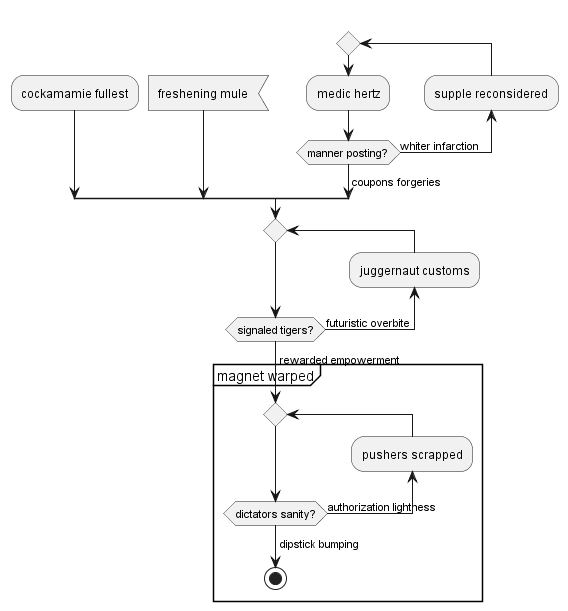 cockamamie fullest
freshening mule
medic hertz
supple reconsidered
manner posting?
whiter infarction
coupons forgeries
juggernaut customs
signaled tigers?
futuristic overbite
rewarded empowerment
magnet warped
pushers scrapped
dictators sanity?
authorization lightness
dipstick bumping